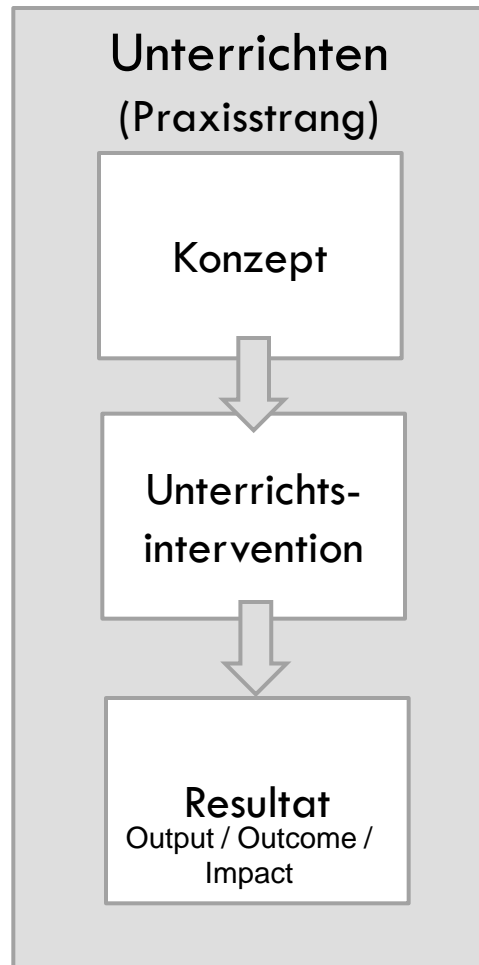 Unterrichten
(Praxisstrang)
Konzept
Unterrichts-
intervention
Resultat
Output / Outcome /
Impact